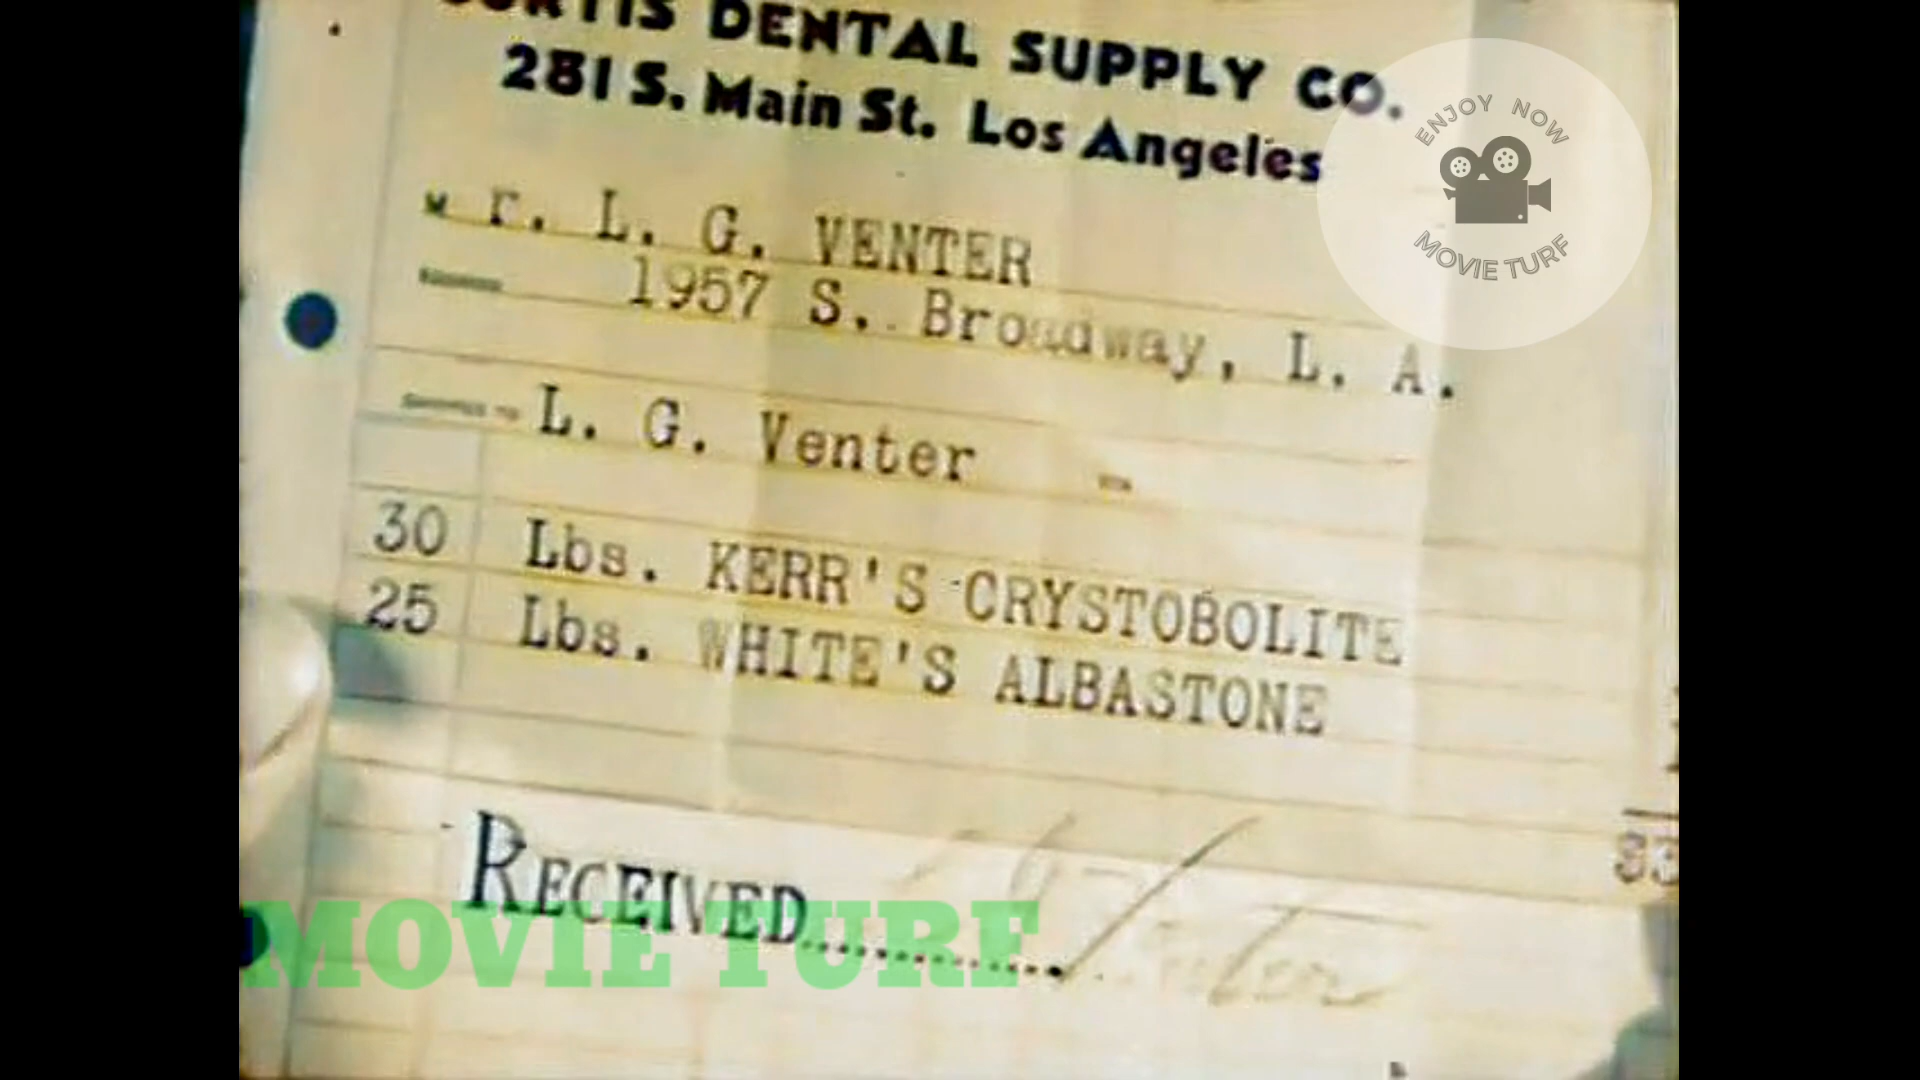 DENTAL SUPPLY CO.
281 S. Main St. Los Angeles
ENJOY NOW
MOVIE TURF
Mr. L. G. VENTER
1957 S. Broadway, L. A.
L. G. Venter
30 Lbs. KERR'S CRYSTOBOLITE
25 Lbs. WHITE'S ALBASTONE
RECEIVED
MOVIE TURF